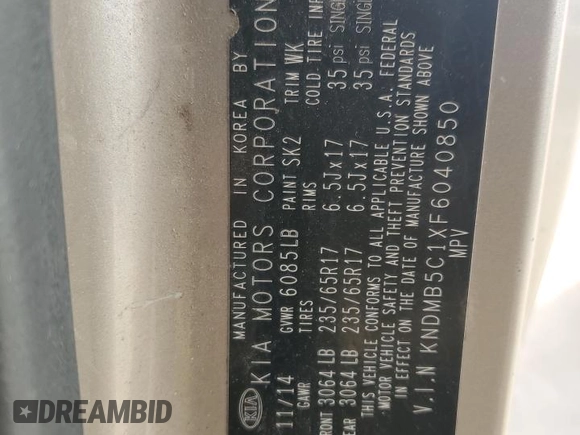 MANUFACTURED IN KOREA BY
KIA KIA MOTORS CORPORATION
11/14 GVWR 6085LB PAINT SK2 TRIM WK
GAWR TIRES RIMS COLD. TIRE INF
FRONT 3064 LB 235/65R17 6.5Jx17 35 psi SINGL
REAR 3064 LB 235/65R17 6.5Jx17 35 psi SINGL
THIS VEHICLE CONFORMS TO ALL APPLICABLE U.S.A. FEDERAL
MOTOR VEHICLE SAFETY AND THEFT PREVENTION STANDARDS
IN EFFECT ON THE DATE OF MANUFACTURE SHOWN ABOVE
V.I.N KNDMB5C1XF6040850
MPV
DREAMBID